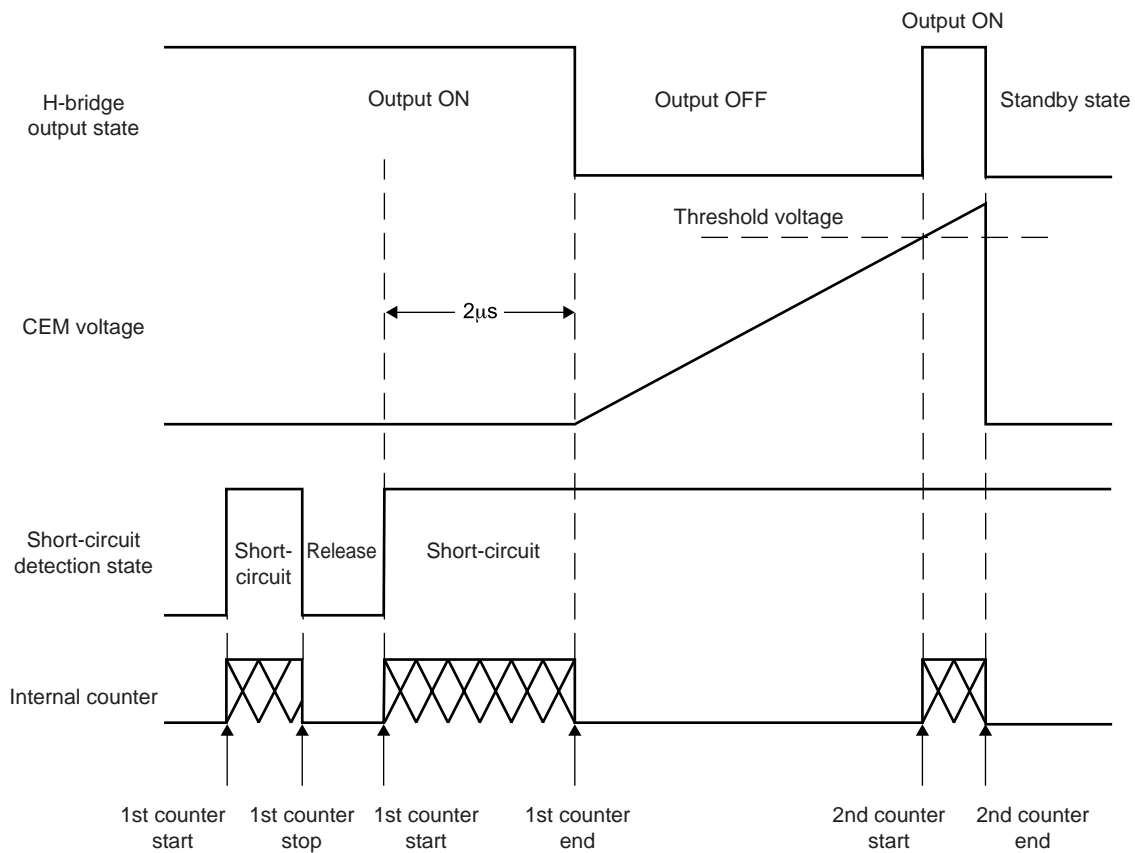 Output ON
H-bridge
output state
Output ON
Output OFF
Standby state
Threshold voltage
2μs
CEM voltage
Short-circuit
detection state
Short-
circuit
Release
Short-circuit
Internal counter
1st counter
start
1st counter
stop
1st counter
start
1st counter
end
2nd counter
start
2nd counter
end